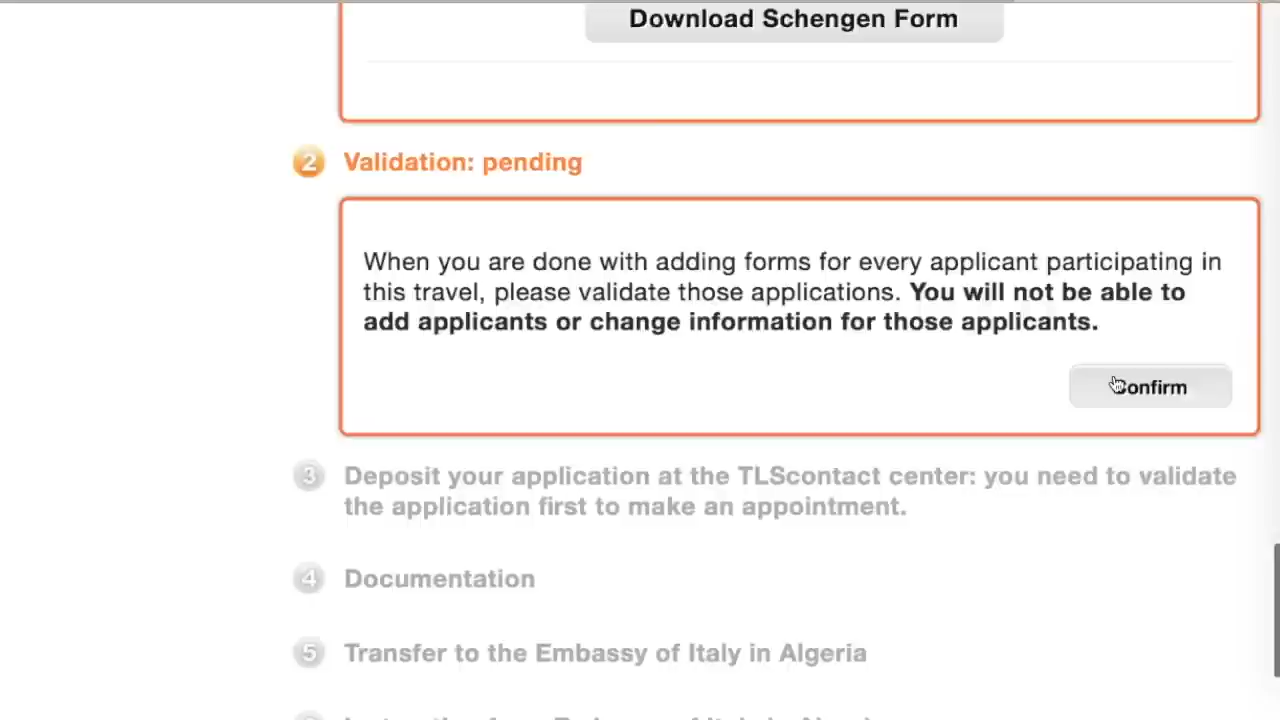 Download Schengen Form
2 Validation: pending
When you are done with adding forms for every applicant participating in
this travel, please validate those applications. You will not be able to
add applicants or change information for those applicants.
Confirm
3 Deposit your application at the TLScontact center: you need to validate
the application first to make an appointment.
4 Documentation
5 Transfer to the Embassy of Italy in Algeria